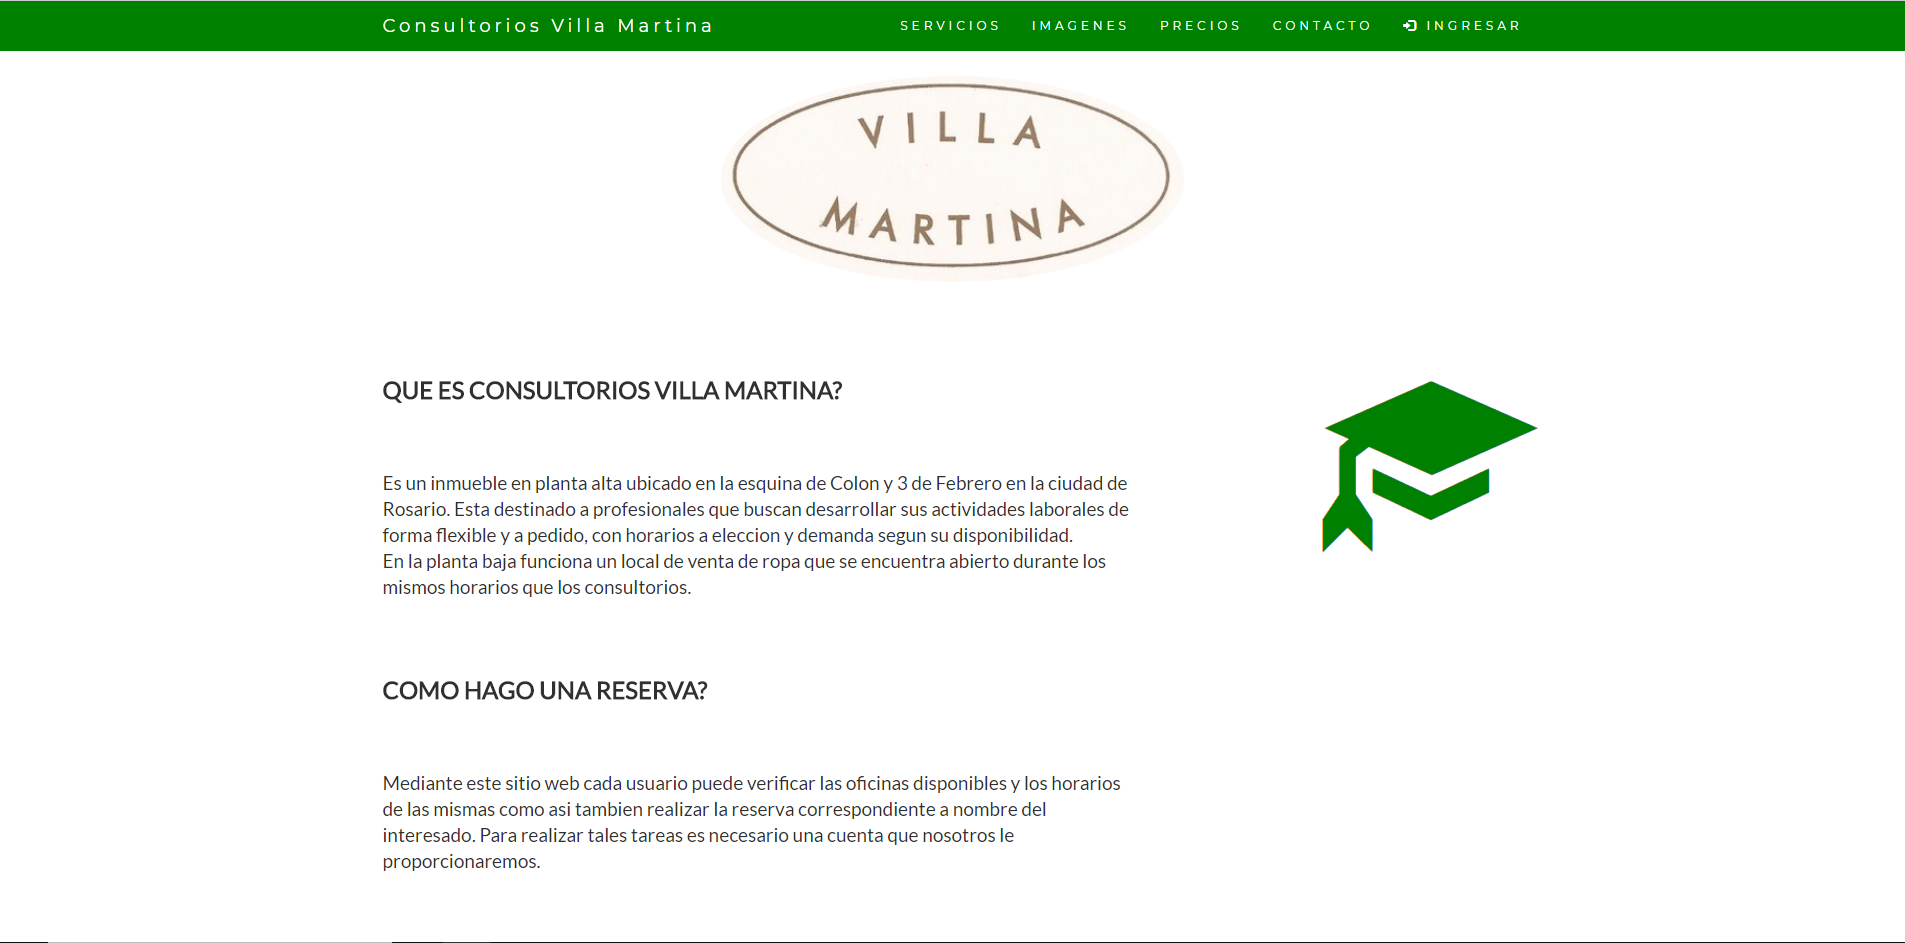 Consultorios Villa Martina
SERVICIOS IMAGENES PRECIOS CONTACTO INGRESAR
VILLA
MARTINA
QUE ES CONSULTORIOS VILLA MARTINA?
Es un inmueble en planta alta ubicado en la esquina de Colon y 3 de Febrero en la ciudad de
Rosario. Esta destinado a profesionales que buscan desarrollar sus actividades laborales de
forma flexible y a pedido, con horarios a eleccion y demanda segun su disponibilidad.
En la planta baja funciona un local de venta de ropa que se encuentra abierto durante los
mismos horarios que los consultorios.
COMO HAGO UNA RESERVA?
Mediante este sitio web cada usuario puede verificar las oficinas disponibles y los horarios
de las mismas como asi tambien realizar la reserva correspondiente a nombre del
interesado. Para realizar tales tareas es necesario una cuenta que nosotros le
proporcionaremos.